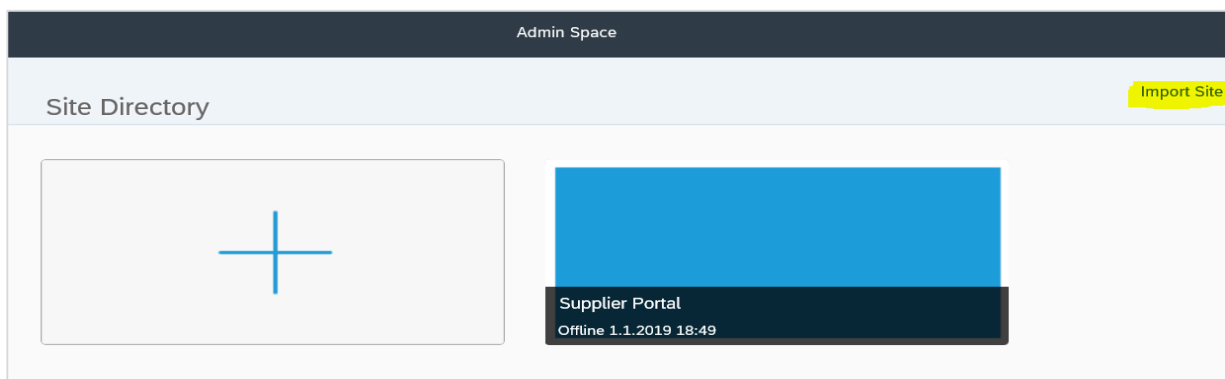 Admin Space
Site Directory
Import Site
Supplier Portal
Offline 1.1.2019 18:49